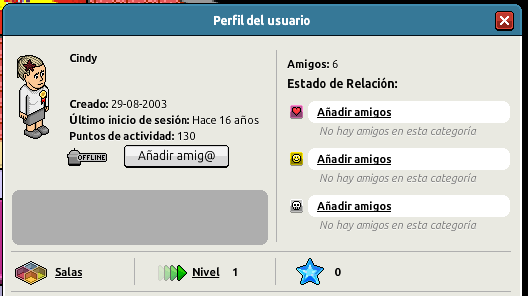 Perfil del usuario
Cindy
Creado: 29-08-2003
Último inicio de sesión: Hace 16 años
Puntos de actividad: 130
OFFLINE
Añadir amig@
Amigos: 6
Estado de Relación:
Añadir amigos
No hay amigos en esta categoría
Añadir amigos
No hay amigos en esta categoría
Añadir amigos
No hay amigos en esta categoría
Salas
Nivel 1
0